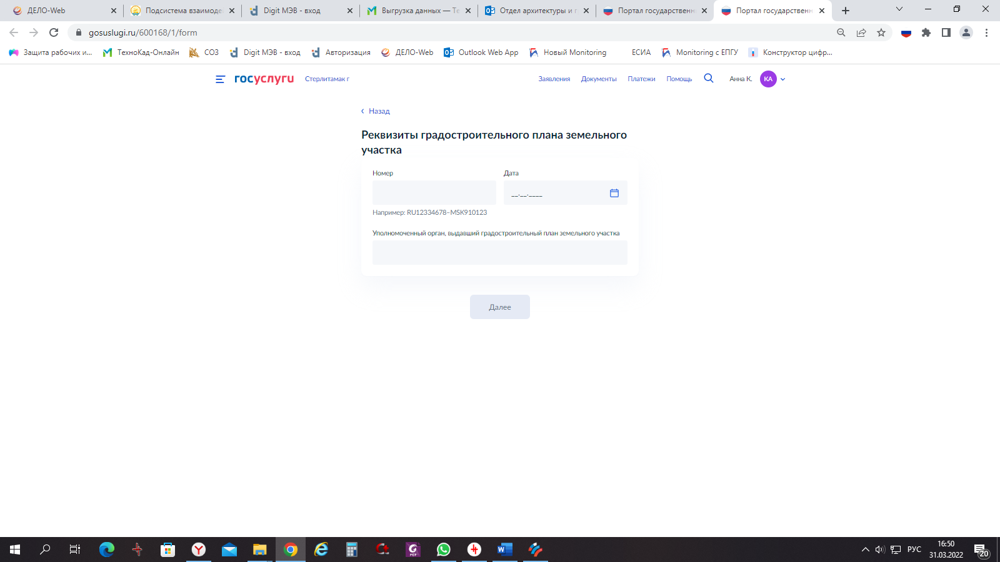 ДЕЛО-Web
Подсистема взаимоде
Digit МЭВ - вход
Выгрузка данных — Те
Отдел архитектуры и г
Портал государственн
Портал государственн
gosuslugi.ru/600168/1/form
Защита рабочих и...
ТехноКад-Онлайн
СОЗ
Digit МЭВ - вход
Авторизация
ДЕЛО-Web
Outlook Web App
Новый Monitoring
ЕСИА
Monitoring с ЕПГУ
Конструктор цифр...
госуслуги
Стерлитамак г
Заявления
Документы
Платежи
Помощь
Анна К.
КА
Назад
Реквизиты градостроительного плана земельного
участка
Номер
Дата
__.__.____
Например: RU12334678–MSK910123
Уполномоченный орган, выдавший градостроительный план земельного участка
Далее
РУС
16:50
31.03.2022
20